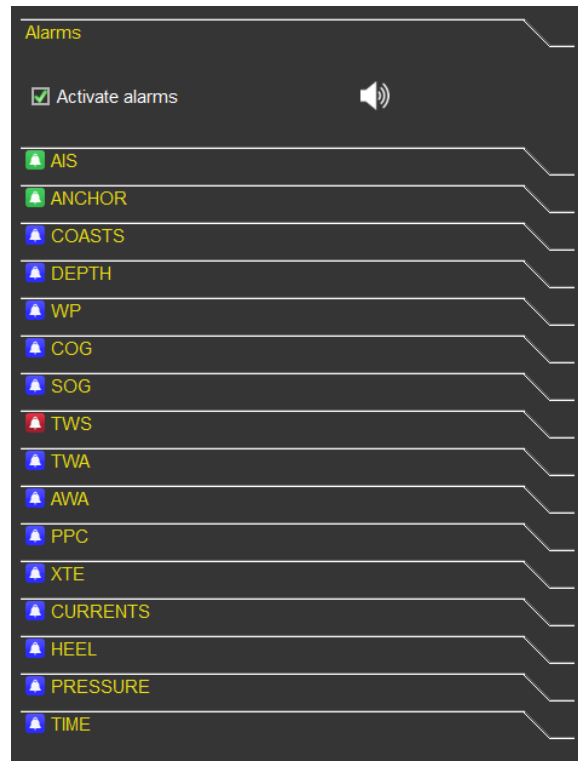 Alarms
Activate alarms
AIS
ANCHOR
COASTS
DEPTH
WP
COG
SOG
TWS
TWA
AWA
PPC
XTE
CURRENTS
HEEL
PRESSURE
TIME